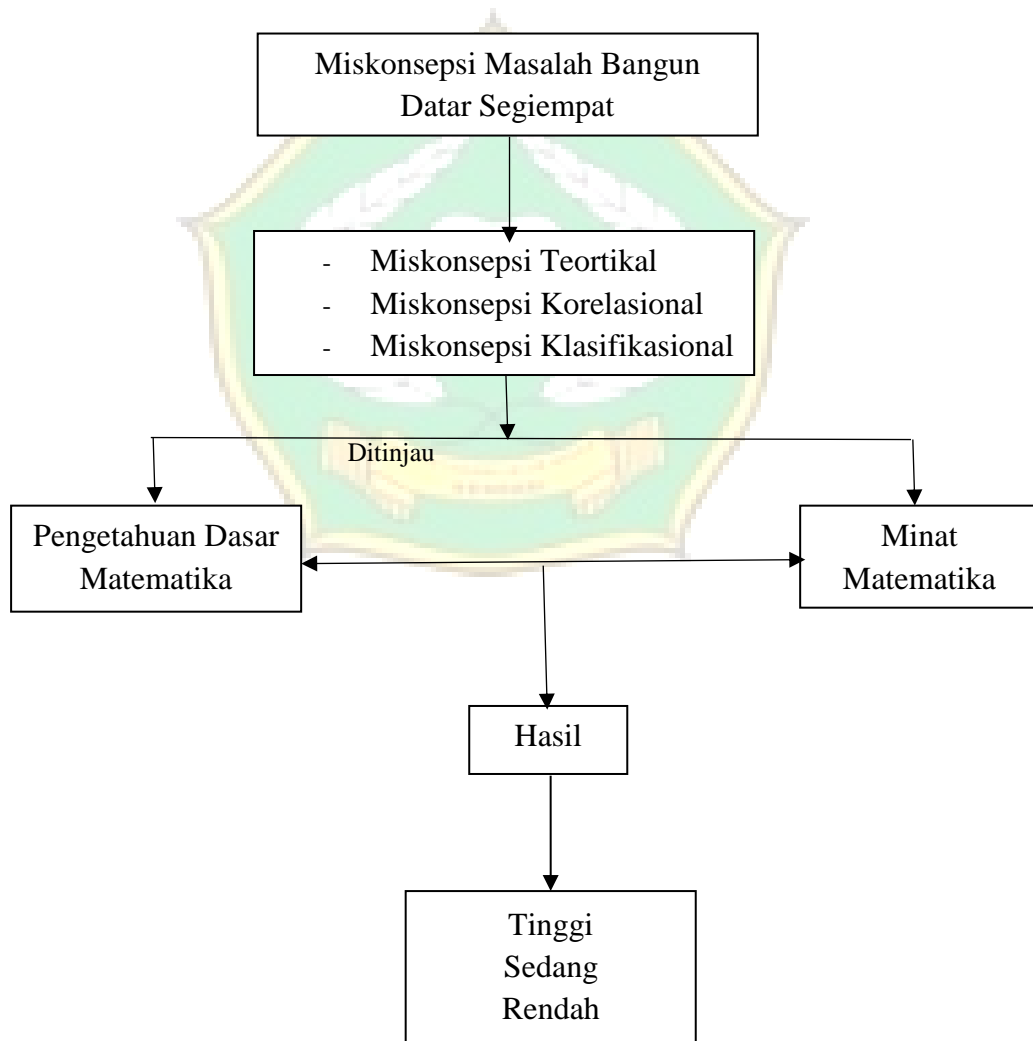 Miskonsepsi Masalah Bangun
Datar Segiempat
- Miskonsepsi Teortikal
- Miskonsepsi Korelasional
- Miskonsepsi Klasifikasional
Ditinjau
Pengetahuan Dasar
Matematika
Minat
Matematika
Hasil
Tinggi
Sedang
Rendah